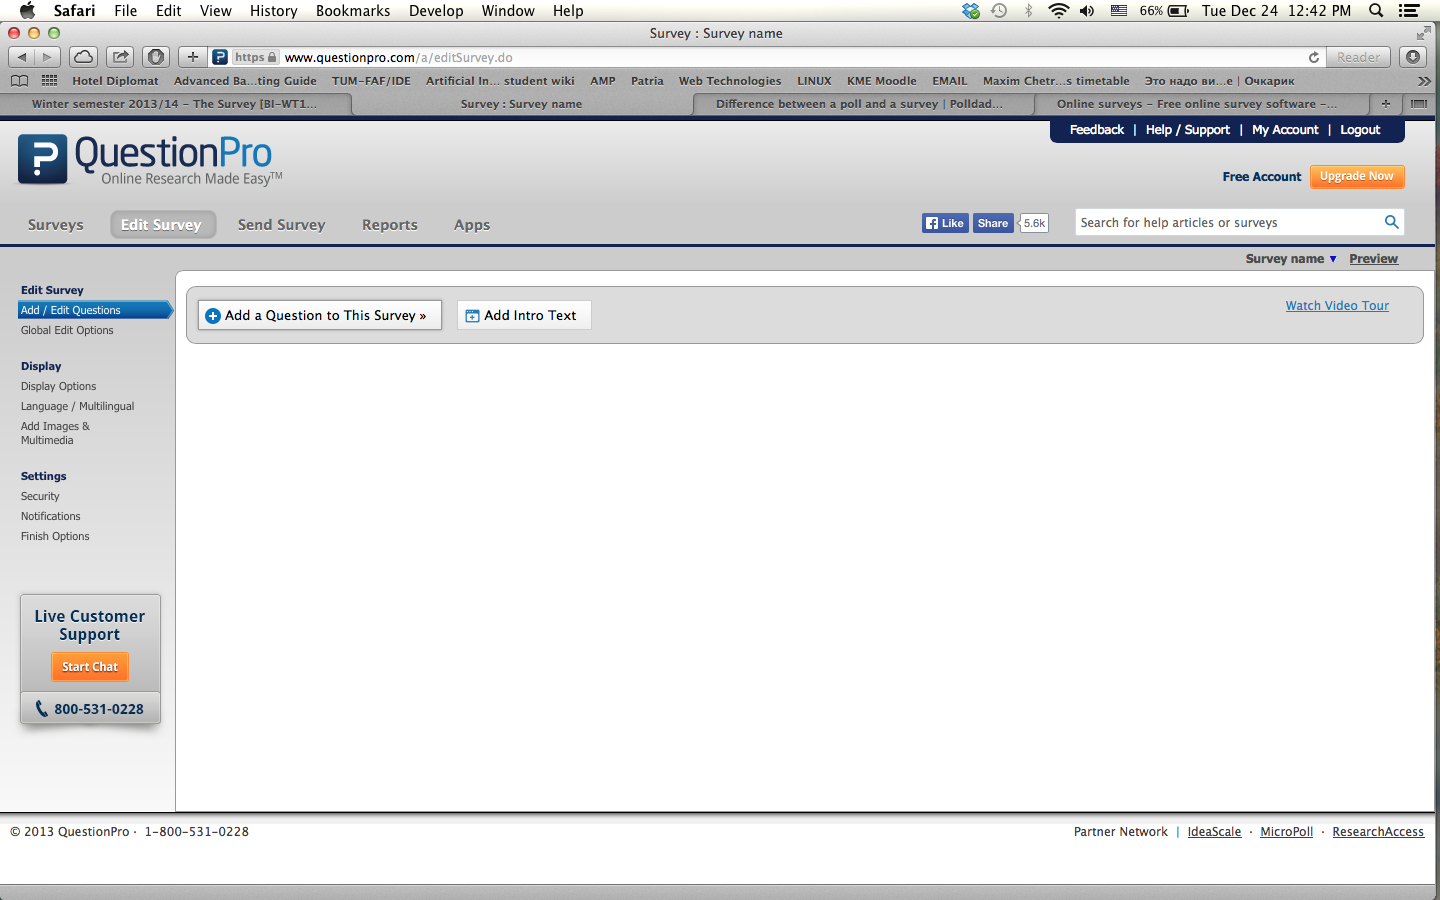 Safari File Edit View History Bookmarks Develop Window Help 66% Tue Dec 24 12:42 PM
Survey : Survey name
https www.questionpro.com/a/editSurvey.do Reader
Hotel Diplomat Advanced Ba...ting Guide TUM-FAF/IDE Artificial In... student wiki AMP Patria Web Technologies LINUX KME Moodle EMAIL Maxim Chetr...s timetable Это надо ви...е | Очкарик
Winter semester 2013/14 – The Survey [BI-WT1... Survey : Survey name Difference between a poll and a survey | Polldad... Online surveys – Free online survey software –...
Feedback | Help / Support | My Account | Logout
QuestionPro
Online Research Made Easy™
Free Account Upgrade Now
Surveys Edit Survey Send Survey Reports Apps Like Share 5.6k Search for help articles or surveys
Survey name Preview
Edit Survey
Add / Edit Questions
Global Edit Options
Display
Display Options
Language / Multilingual
Add Images &
Multimedia
Settings
Security
Notifications
Finish Options
Live Customer
Support
Start Chat
800-531-0228
Add a Question to This Survey » Add Intro Text Watch Video Tour
© 2013 QuestionPro · 1-800-531-0228 Partner Network | IdeaScale · MicroPoll · ResearchAccess